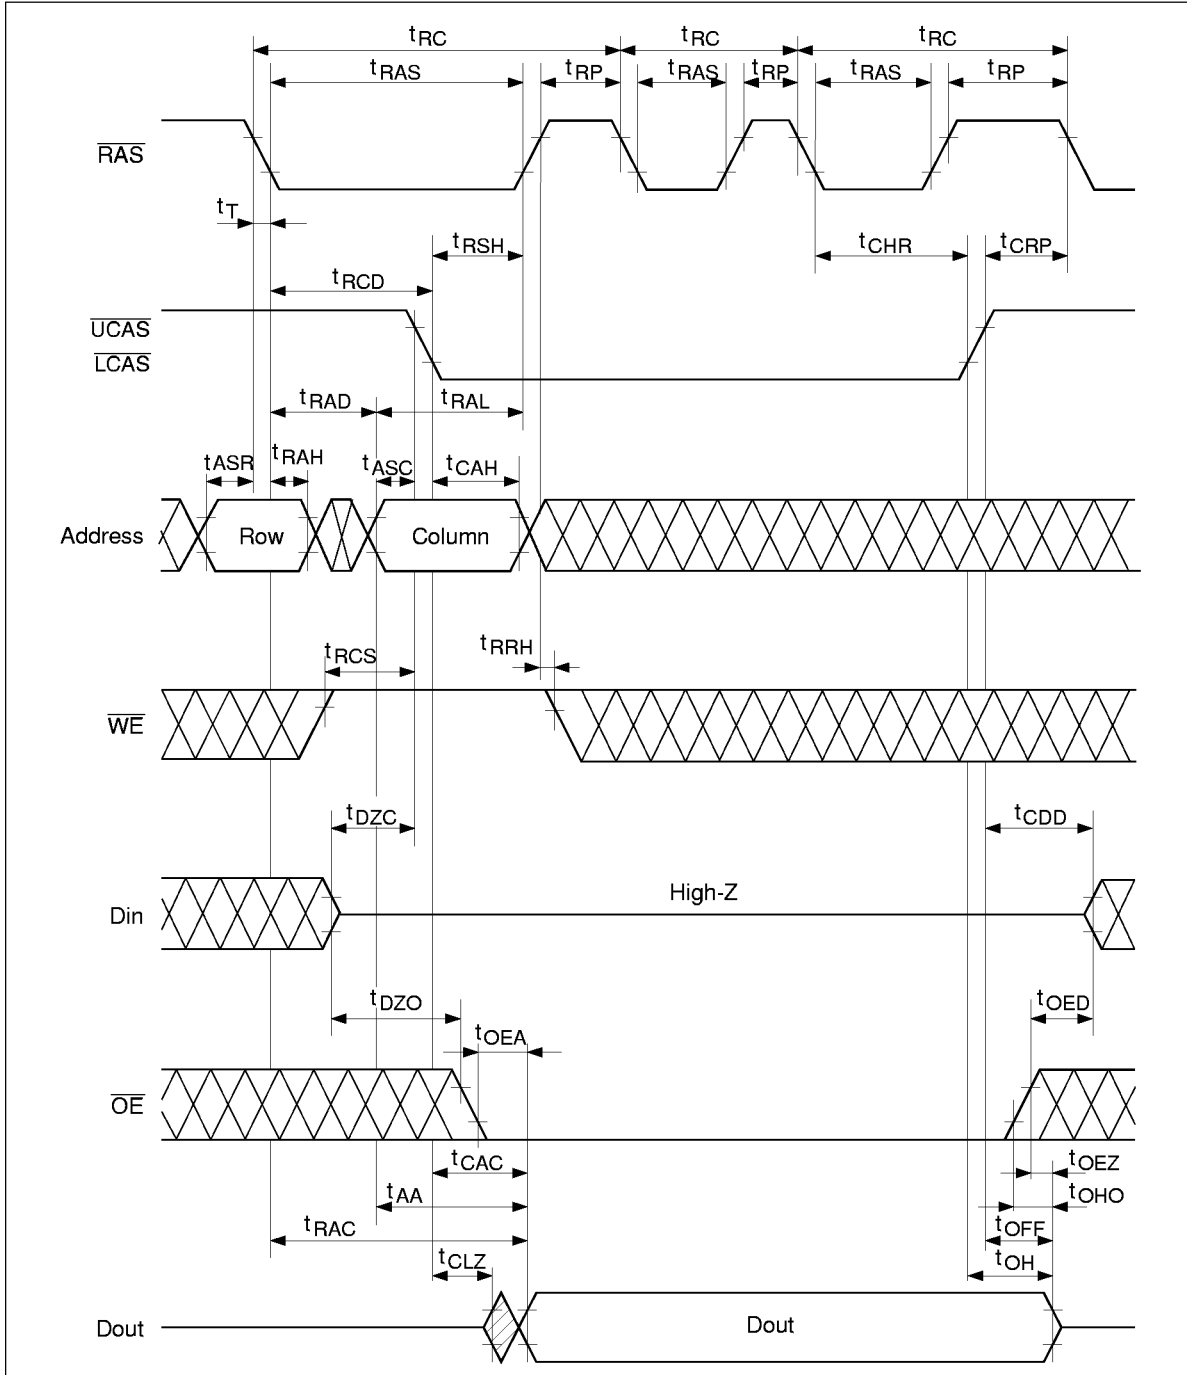 tRC tRC tRC
tRAS tRP tRAS tRP tRAS tRP
RAS
tT
tRSH tCHR tCRP
tRCD
UCAS
LCAS
tRAD tRAL
tASR tRAH tASC tCAH
Address Row Column
tRCS tRRH
WE
tDZC tCDD
High-Z
Din
tDZO tOED
tOEA
OE
tCAC tOEZ
tAA tOHO
tRAC tOFF
tCLZ tOH
Dout Dout